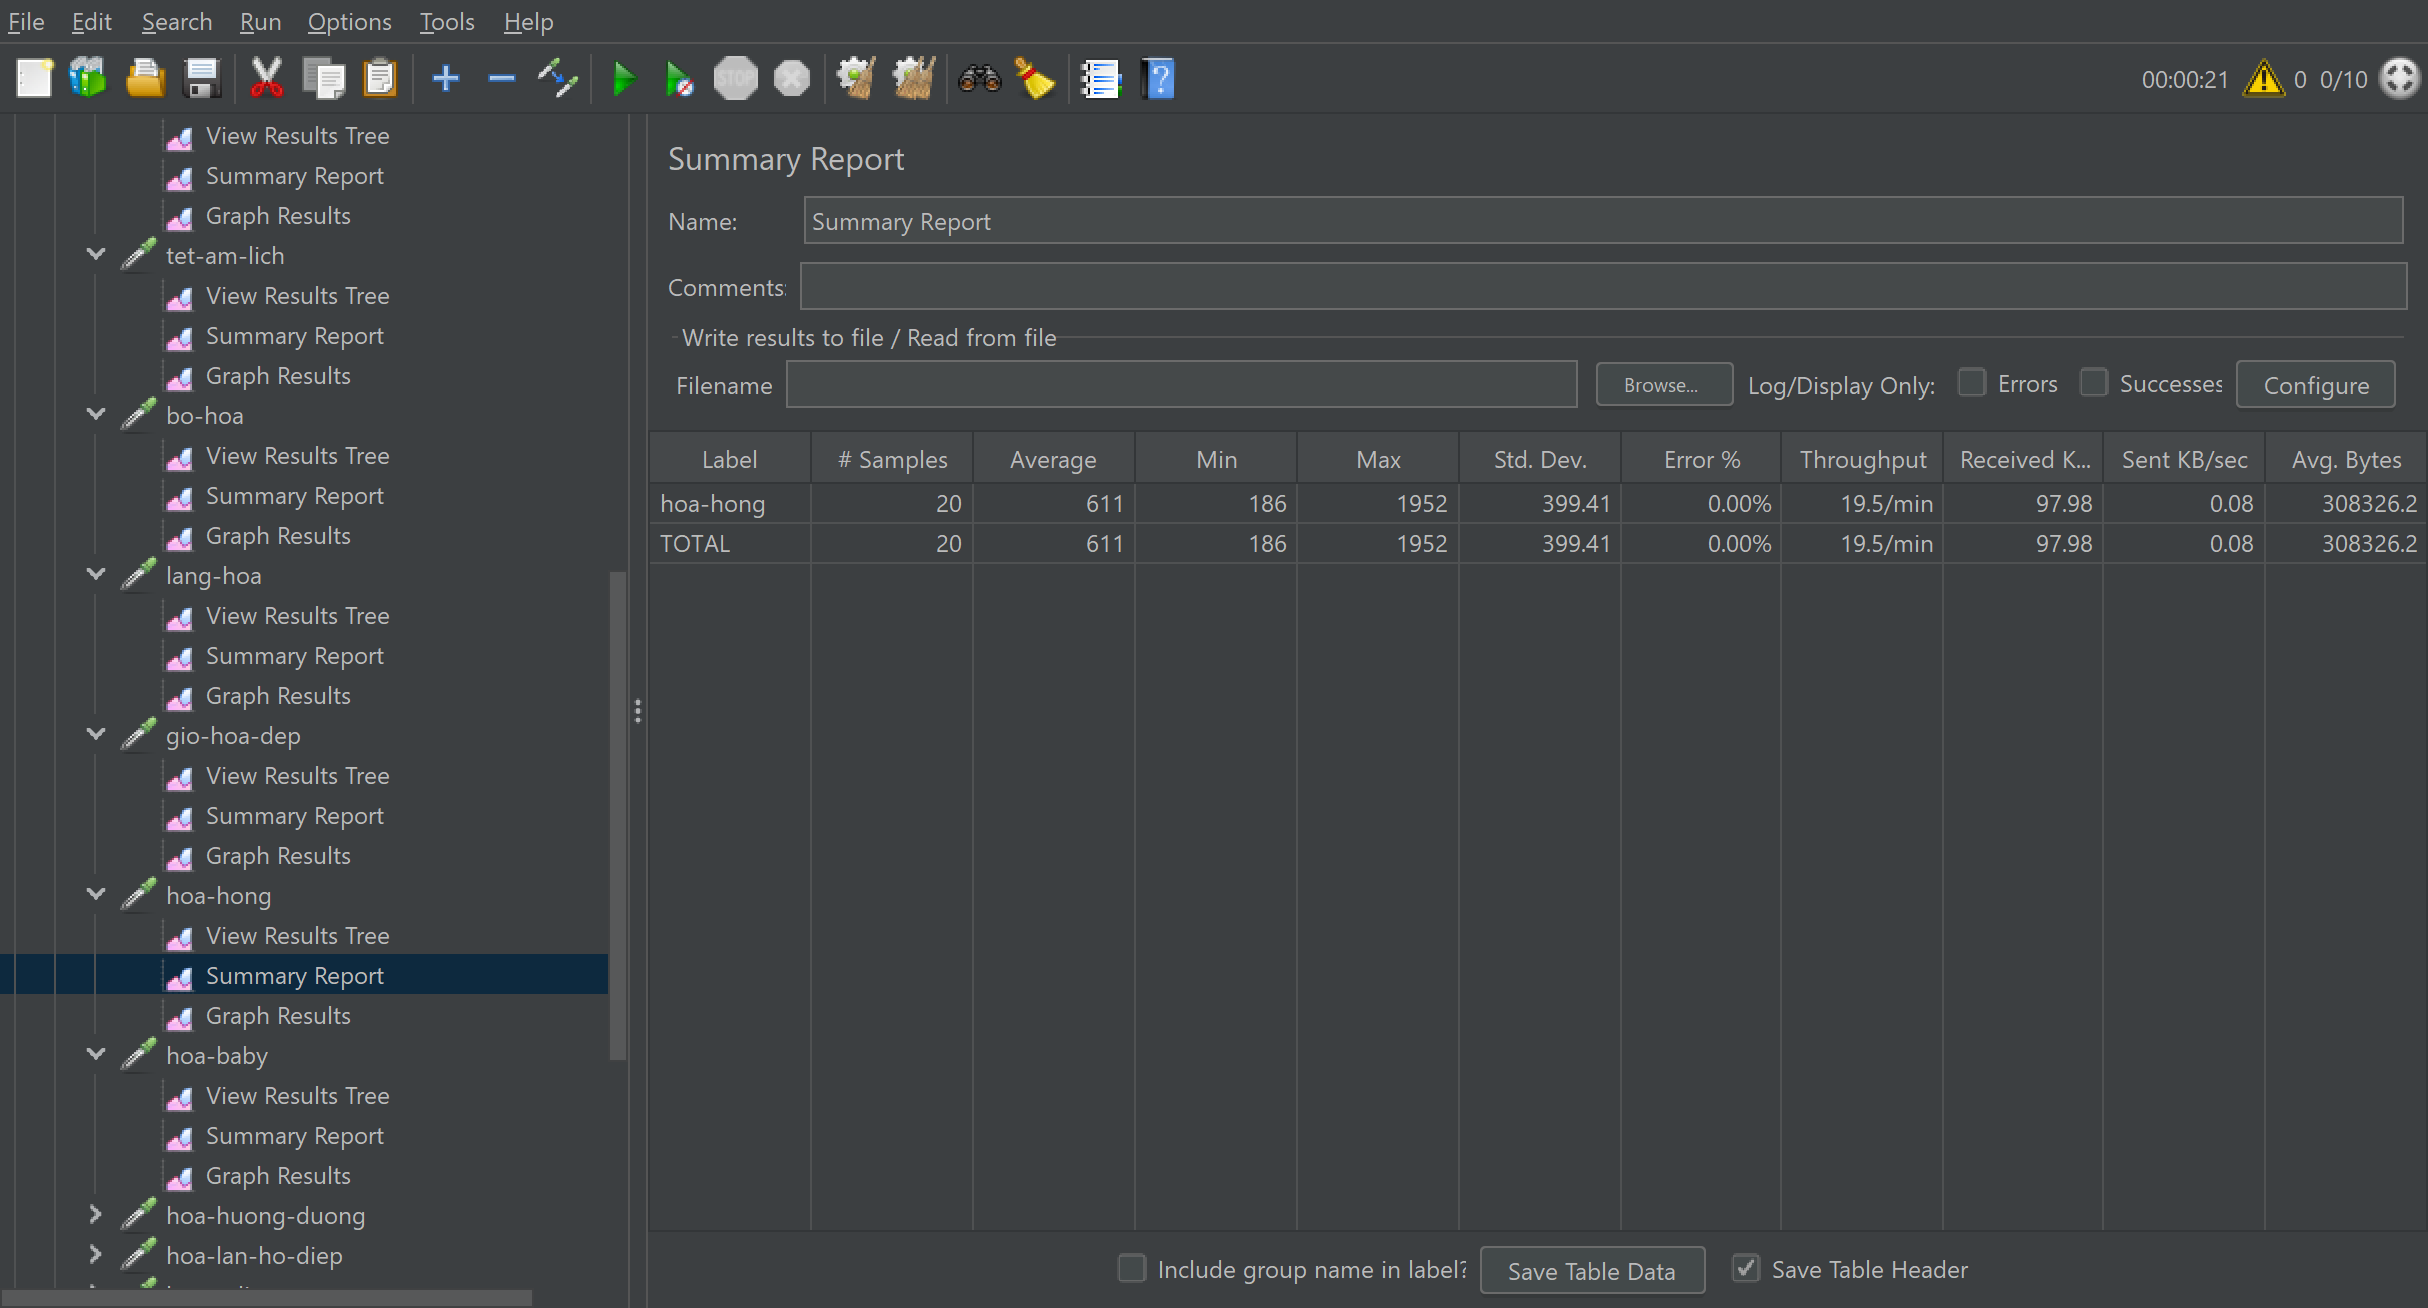 File Edit Search Run Options Tools Help
STOP
00:00:21 0 0/10
View Results Tree
Summary Report
Graph Results
tet-am-lich
View Results Tree
Summary Report
Graph Results
bo-hoa
View Results Tree
Summary Report
Graph Results
lang-hoa
View Results Tree
Summary Report
Graph Results
gio-hoa-dep
View Results Tree
Summary Report
Graph Results
hoa-hong
View Results Tree
Summary Report
Graph Results
hoa-baby
View Results Tree
Summary Report
Graph Results
hoa-huong-duong
hoa-lan-ho-diep
Summary Report
Name: Summary Report
Comments:
Write results to file / Read from file
Filename Browse... Log/Display Only: Errors Successes Configure
Label # Samples Average Min Max Std. Dev. Error % Throughput Received K... Sent KB/sec Avg. Bytes
hoa-hong 20 611 186 1952 399.41 0.00% 19.5/min 97.98 0.08 308326.2
TOTAL 20 611 186 1952 399.41 0.00% 19.5/min 97.98 0.08 308326.2
Include group name in label? Save Table Data Save Table Header